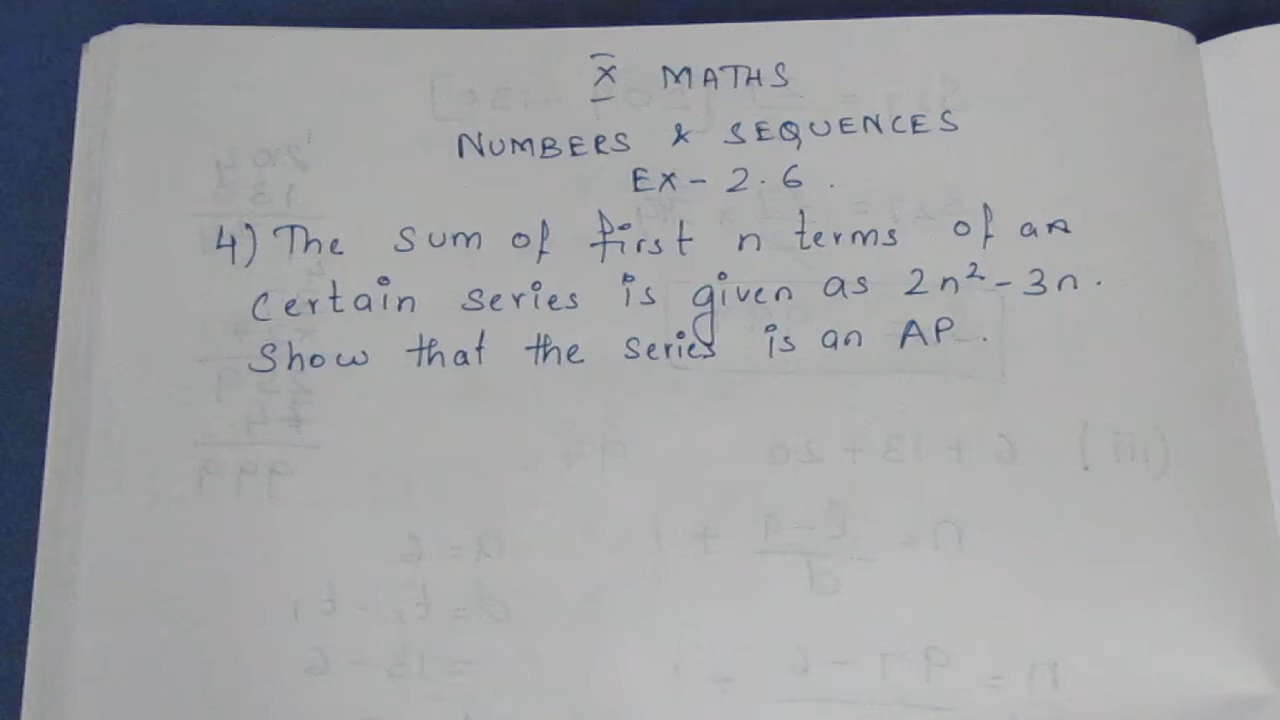 X MATHS
NUMBERS & SEQUENCES
EX - 2.6.
4) The sum of first n terms of an
certain series is given as 2n² - 3n.
Show that the series is an AP.